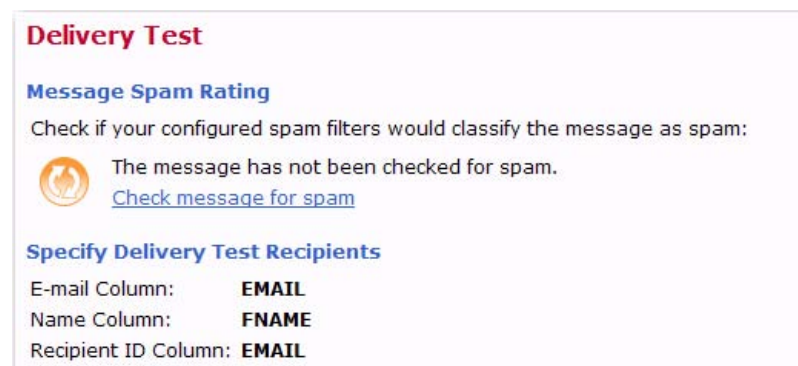 Delivery Test
Message Spam Rating
Check if your configured spam filters would classify the message as spam:
The message has not been checked for spam.
Check message for spam
Specify Delivery Test Recipients
E-mail Column: EMAIL
Name Column: FNAME
Recipient ID Column: EMAIL